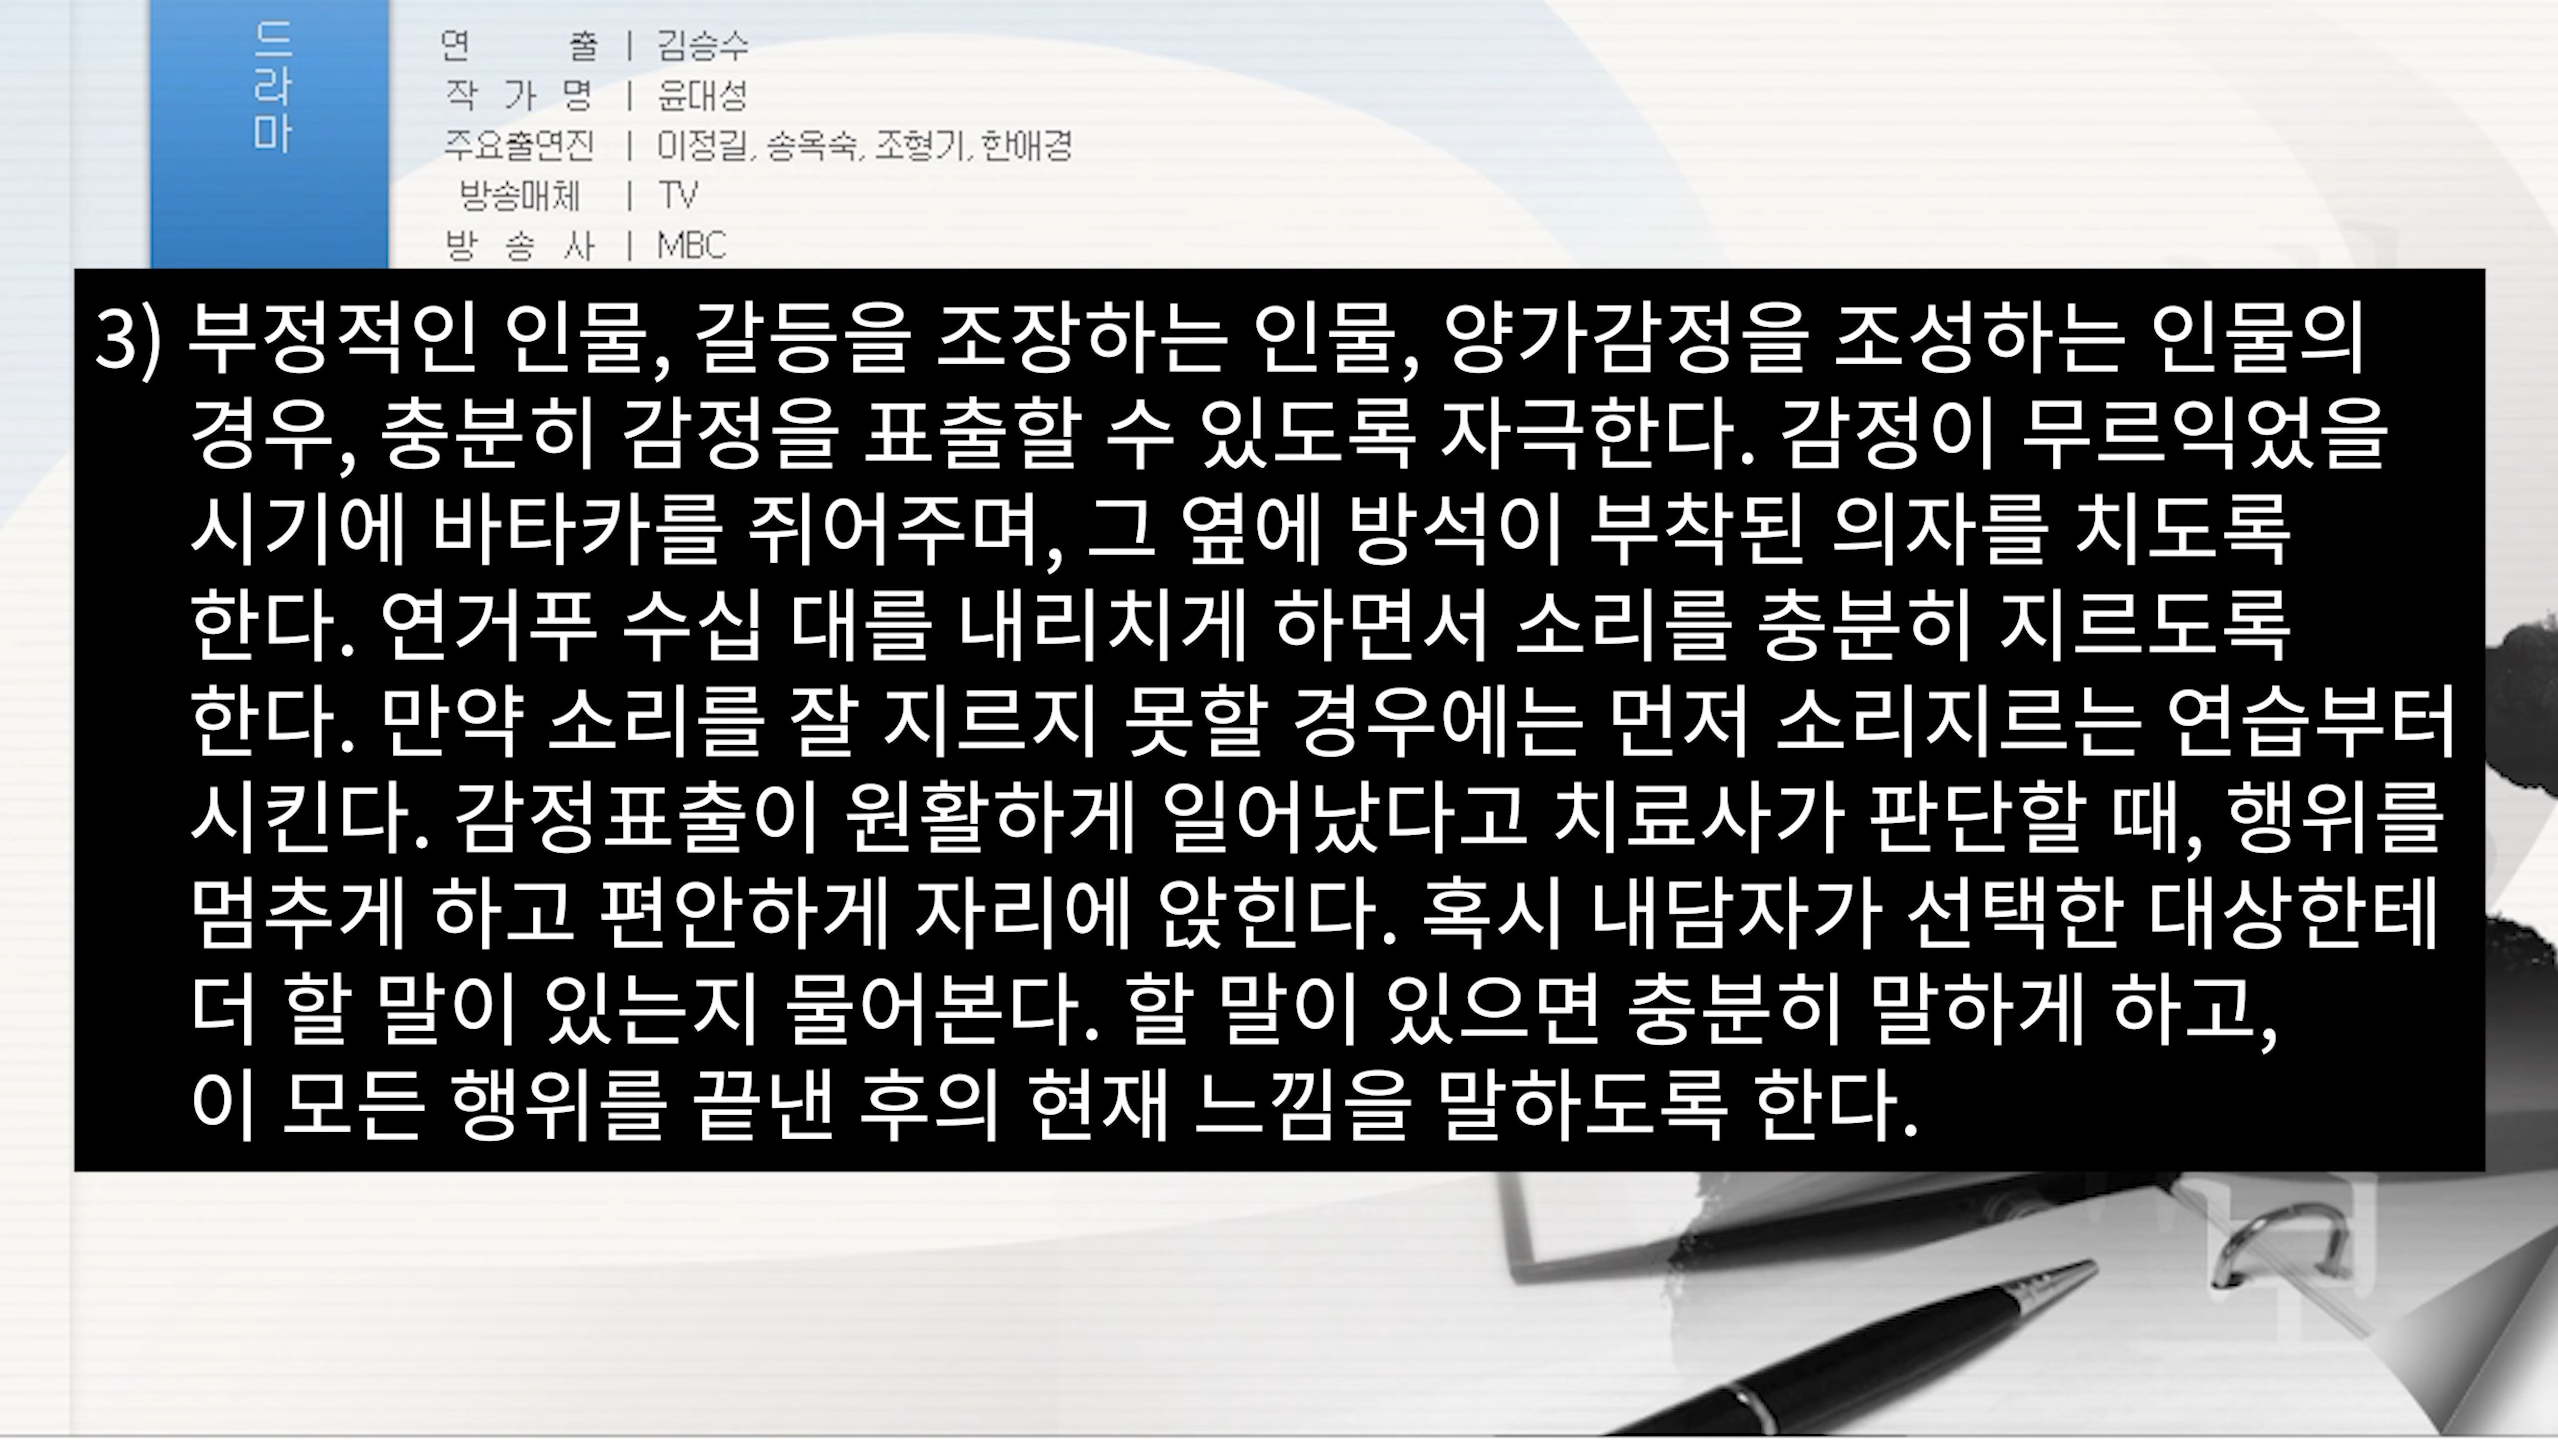 드라마
연 출 | 김승수
작 가 명 | 윤대성
주요출연진 | 이정길, 송옥숙, 조형기, 한애경
방송매체 | TV
방 송 사 | MBC
3) 부정적인 인물, 갈등을 조장하는 인물, 양가감정을 조성하는 인물의
경우, 충분히 감정을 표출할 수 있도록 자극한다. 감정이 무르익었을
시기에 바타카를 쥐어주며, 그 옆에 방석이 부착된 의자를 치도록
한다. 연거푸 수십 대를 내리치게 하면서 소리를 충분히 지르도록
한다. 만약 소리를 잘 지르지 못할 경우에는 먼저 소리지르는 연습부터
시킨다. 감정표출이 원활하게 일어났다고 치료사가 판단할 때, 행위를
멈추게 하고 편안하게 자리에 앉힌다. 혹시 내담자가 선택한 대상한테
더 할 말이 있는지 물어본다. 할 말이 있으면 충분히 말하게 하고,
이 모든 행위를 끝낸 후의 현재 느낌을 말하도록 한다.